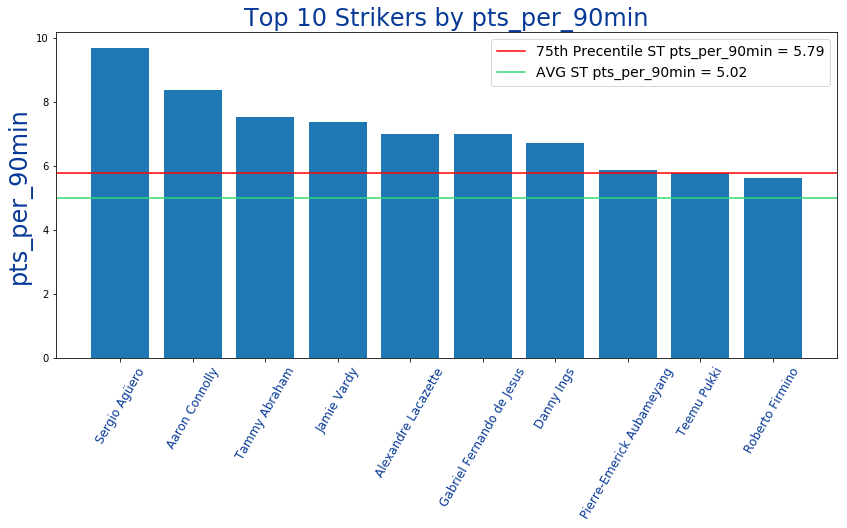 Top 10 Strikers by pts_per_90min
75th Precentile ST pts_per_90min = 5.79
AVG ST pts_per_90min = 5.02
pts_per_90min
10
8
6
4
2
0
Sergio Agüero
Aaron Connolly
Tammy Abraham
Jamie Vardy
Alexandre Lacazette
Gabriel Fernando de Jesus
Danny Ings
Pierre-Emerick Aubameyang
Teemu Pukki
Roberto Firmino